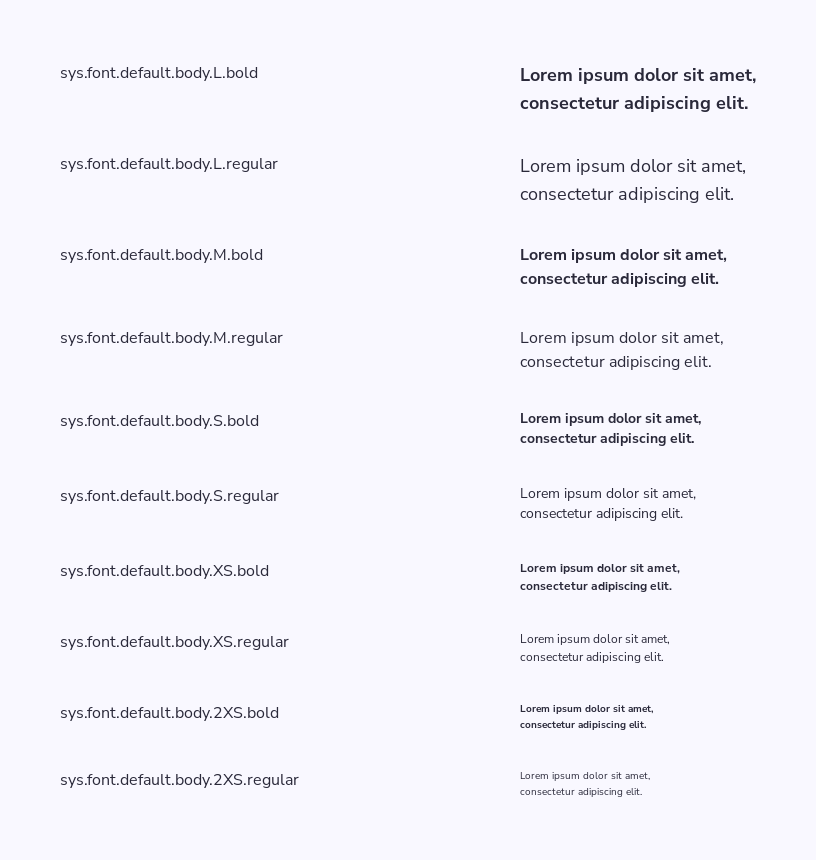 sys.font.default.body.L.bold
Lorem ipsum dolor sit amet,
consectetur adipiscing elit.
sys.font.default.body.L.regular
Lorem ipsum dolor sit amet,
consectetur adipiscing elit.
sys.font.default.body.M.bold
Lorem ipsum dolor sit amet,
consectetur adipiscing elit.
sys.font.default.body.M.regular
Lorem ipsum dolor sit amet,
consectetur adipiscing elit.
sys.font.default.body.S.bold
Lorem ipsum dolor sit amet,
consectetur adipiscing elit.
sys.font.default.body.S.regular
Lorem ipsum dolor sit amet,
consectetur adipiscing elit.
sys.font.default.body.XS.bold
Lorem ipsum dolor sit amet,
consectetur adipiscing elit.
sys.font.default.body.XS.regular
Lorem ipsum dolor sit amet,
consectetur adipiscing elit.
sys.font.default.body.2XS.bold
Lorem ipsum dolor sit amet,
consectetur adipiscing elit.
sys.font.default.body.2XS.regular
Lorem ipsum dolor sit amet,
consectetur adipiscing elit.